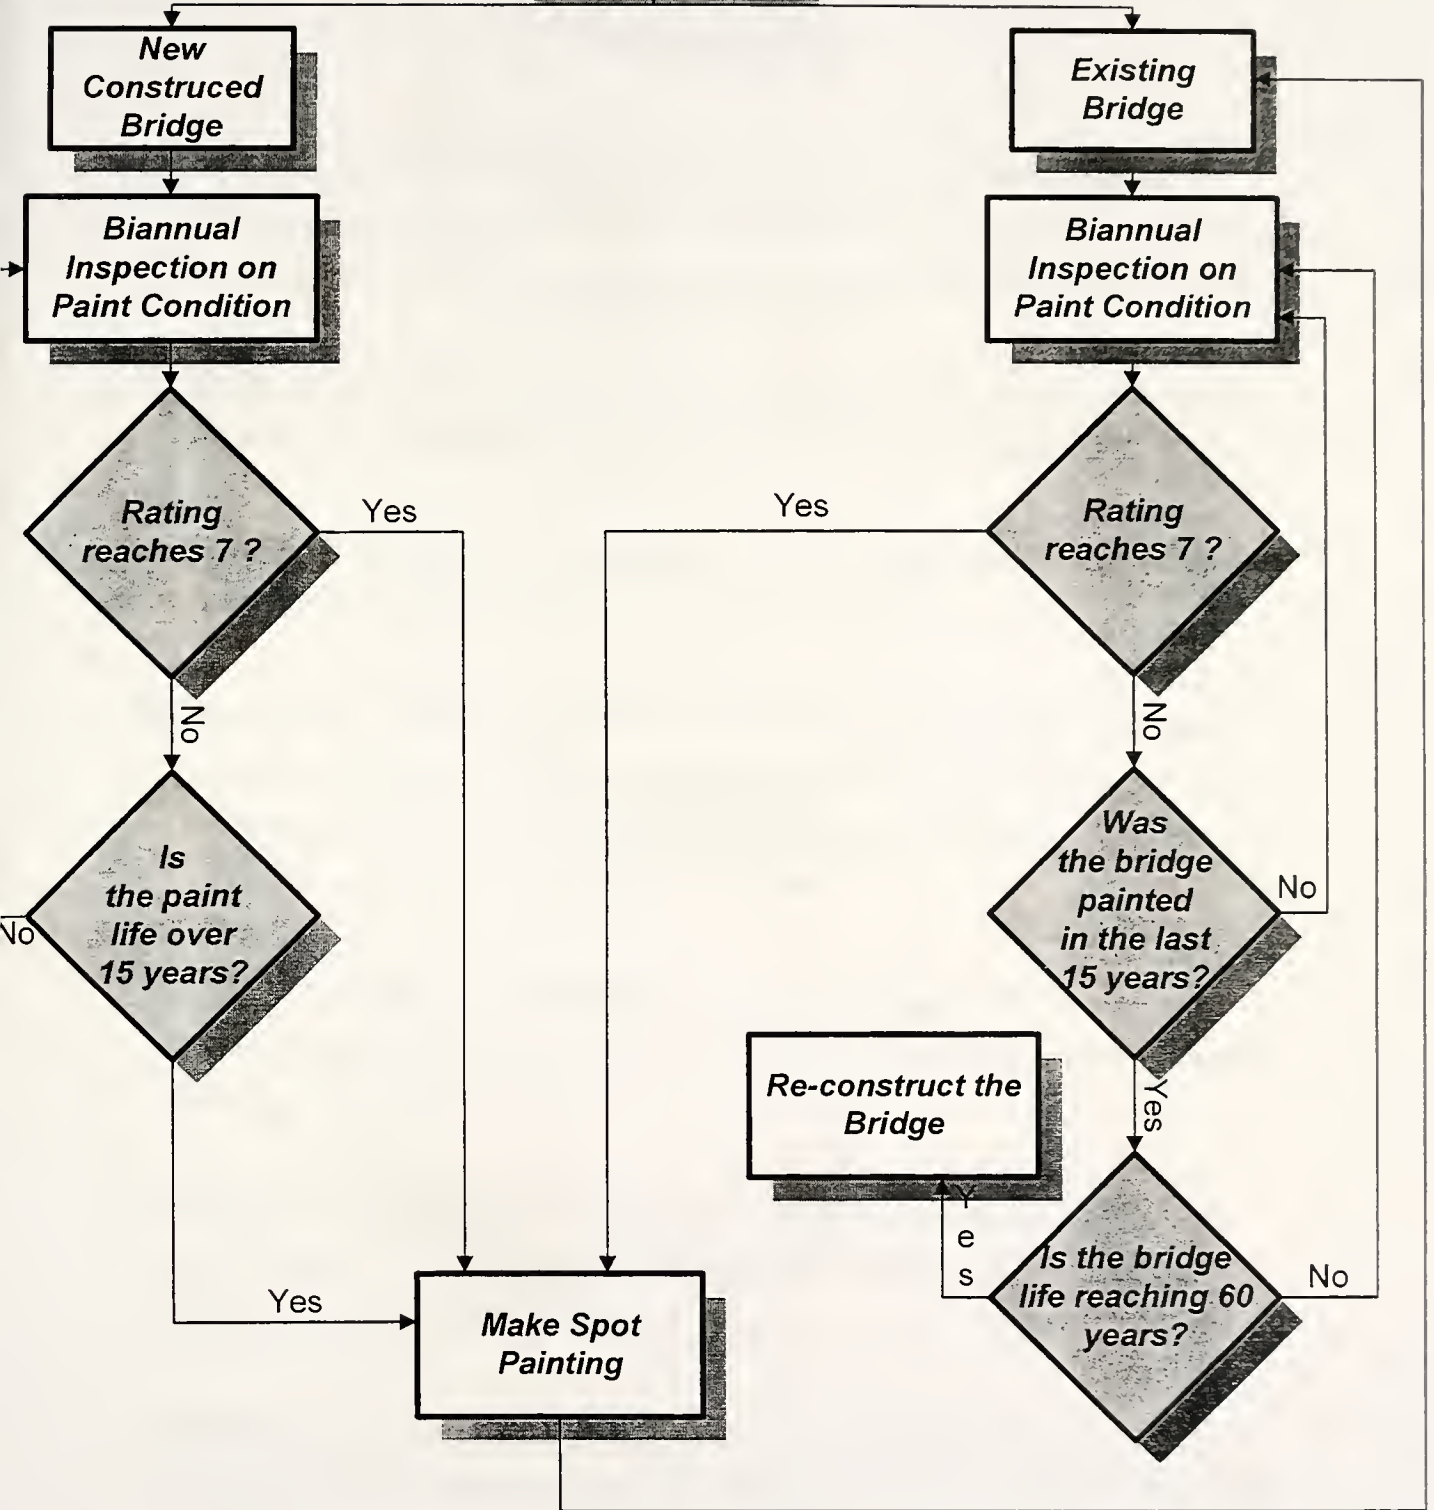 New
Construced
Bridge
Existing
Bridge
Biannual
Inspection on
Paint Condition
Biannual
Inspection on
Paint Condition
Rating
reaches 7 ?
Yes
Yes
Rating
reaches 7 ?
No
No
Is
the paint
life over
15 years?
No
Was
the bridge
painted
in the last
15 years?
No
Re-construct the
Bridge
Yes
Yes
Is the bridge
life reaching 60
years?
No
Yes
Make Spot
Painting